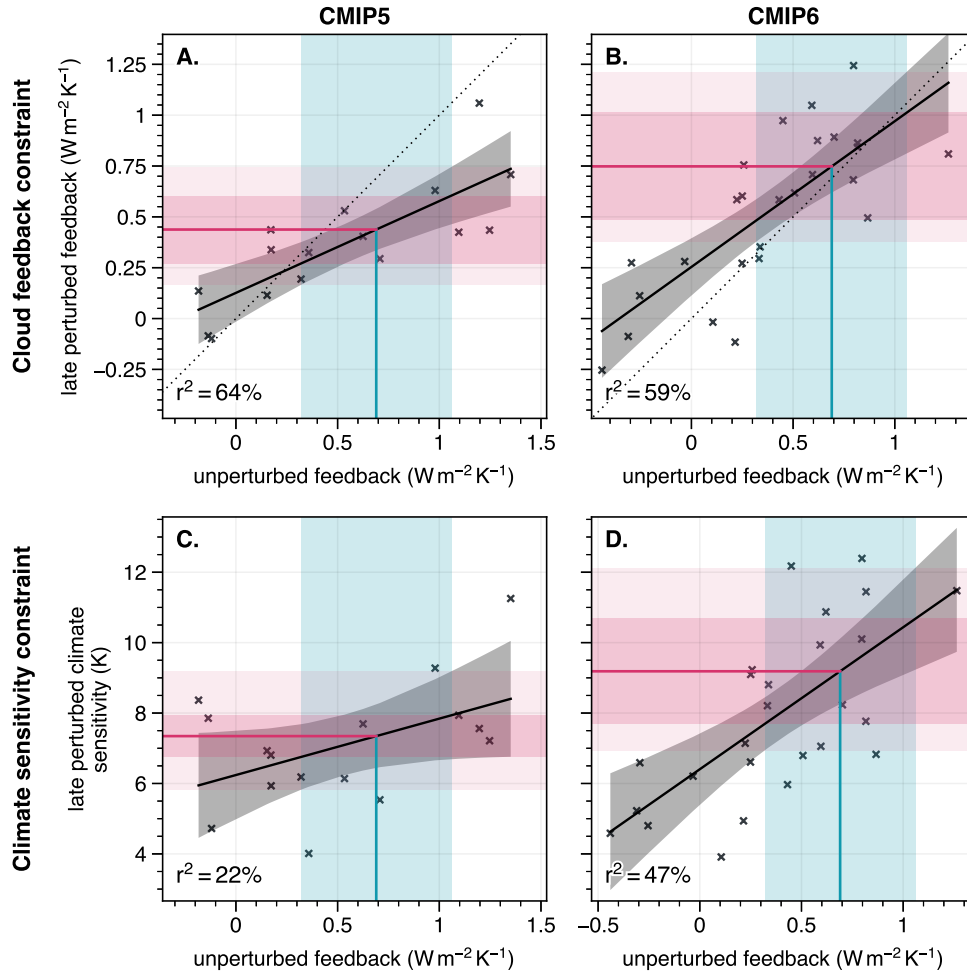 CMIP5
CMIP6
Cloud feedback constraint
late perturbed feedback (W m⁻² K⁻¹)
A.
1.25
1
0.75
0.5
0.25
0
−0.25
r² = 64%
0
0.5
1
1.5
unperturbed feedback (W m⁻² K⁻¹)
B.
r² = 59%
0
0.5
1
unperturbed feedback (W m⁻² K⁻¹)
Climate sensitivity constraint
late perturbed climate
sensitivity (K)
C.
12
10
8
6
4
r² = 22%
0
0.5
1
1.5
unperturbed feedback (W m⁻² K⁻¹)
D.
r² = 47%
−0.5
0
0.5
1
unperturbed feedback (W m⁻² K⁻¹)